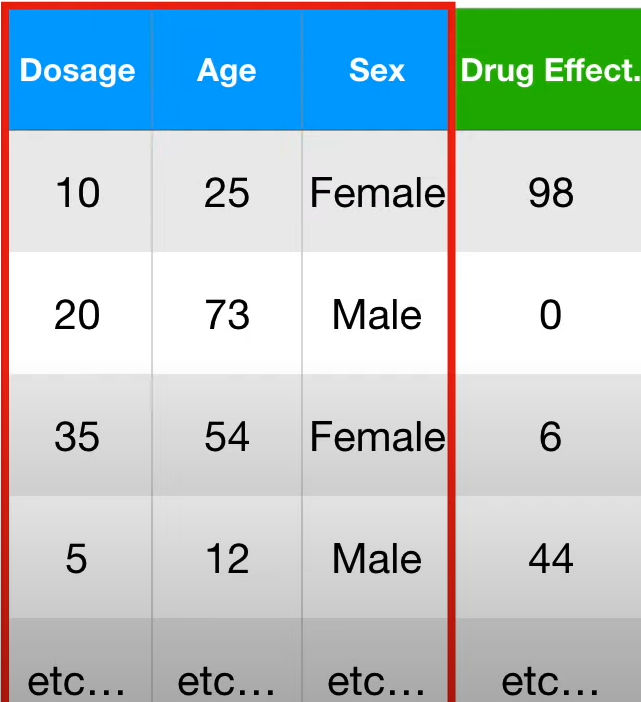 Dosage Age Sex Drug Effect.
10 25 Female 98
20 73 Male 0
35 54 Female 6
5 12 Male 44
etc... etc... etc... etc...